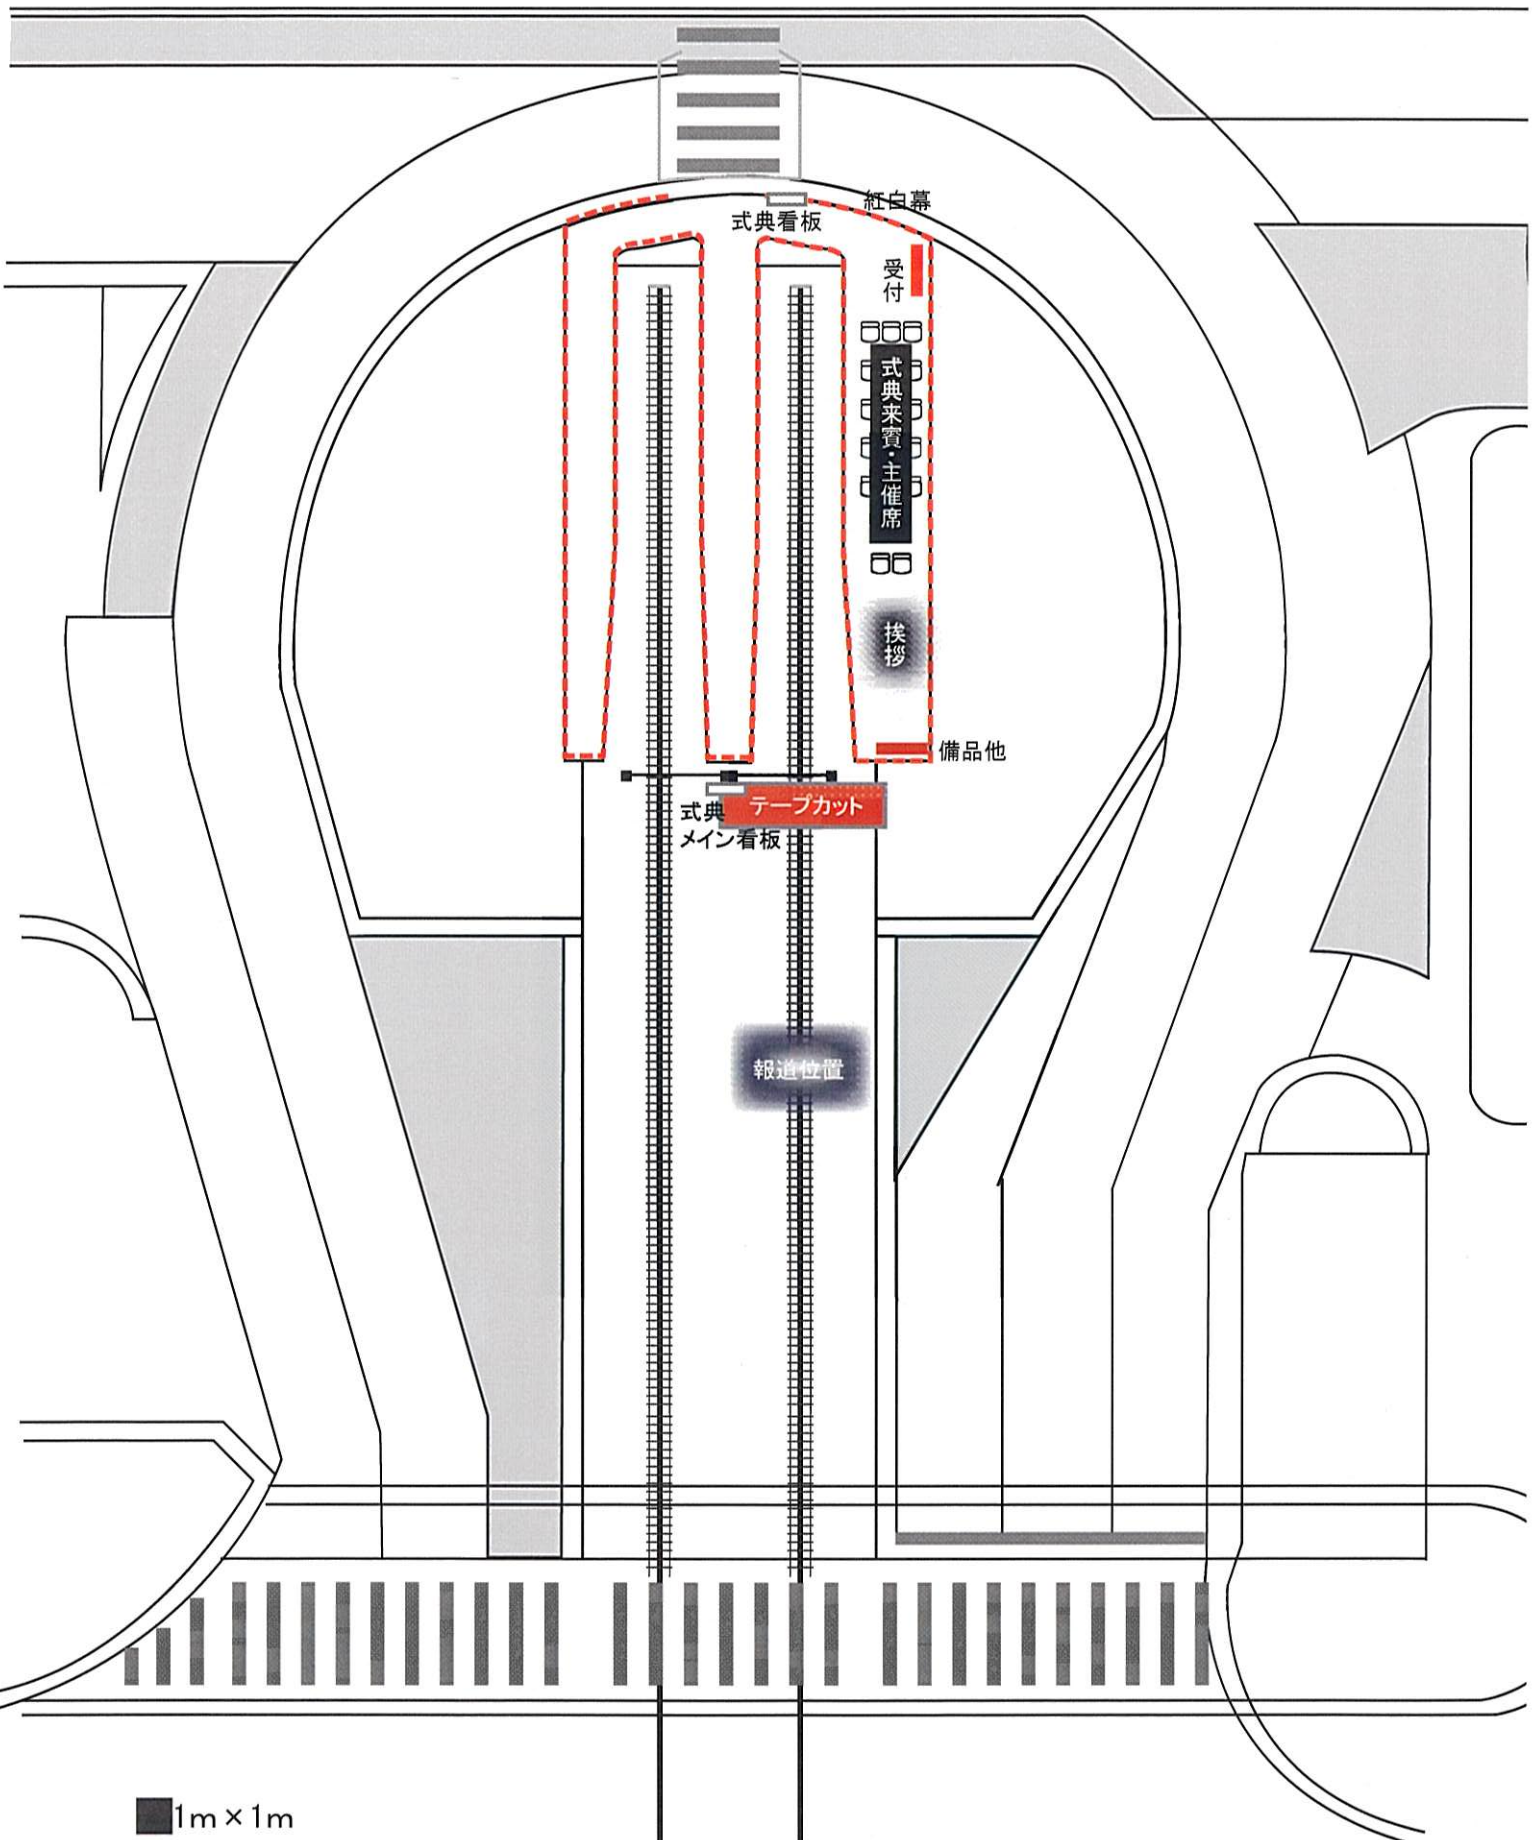 紅白幕
式典看板
受付
式典来賓・主催席
挨拶
備品他
テープカット
式典
メイン看板
報道位置
1m×1m